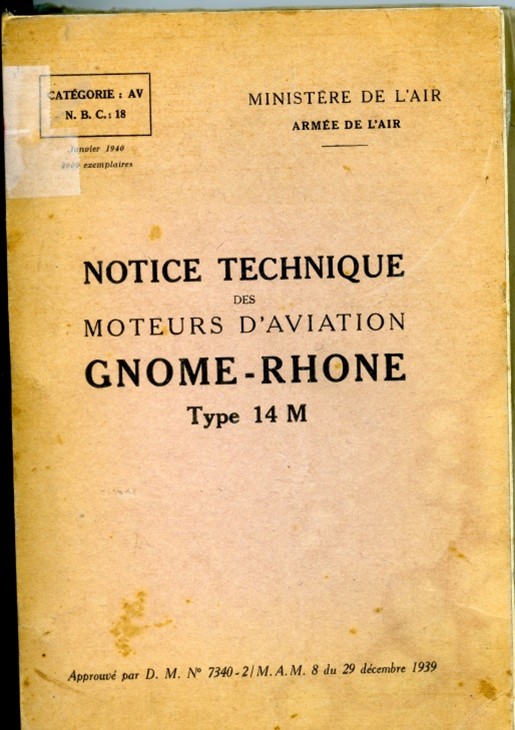 CATÉGORIE : AV
N. B. C. : 18
Janvier 1940
exemplaires
MINISTÈRE DE L'AIR
ARMÉE DE L'AIR
NOTICE TECHNIQUE
DES
MOTEURS D'AVIATION
GNOME-RHONE
Type 14 M
Approuvé par D. M. Nº 7340-2/M.A.M. 8 du 29 décembre 1939